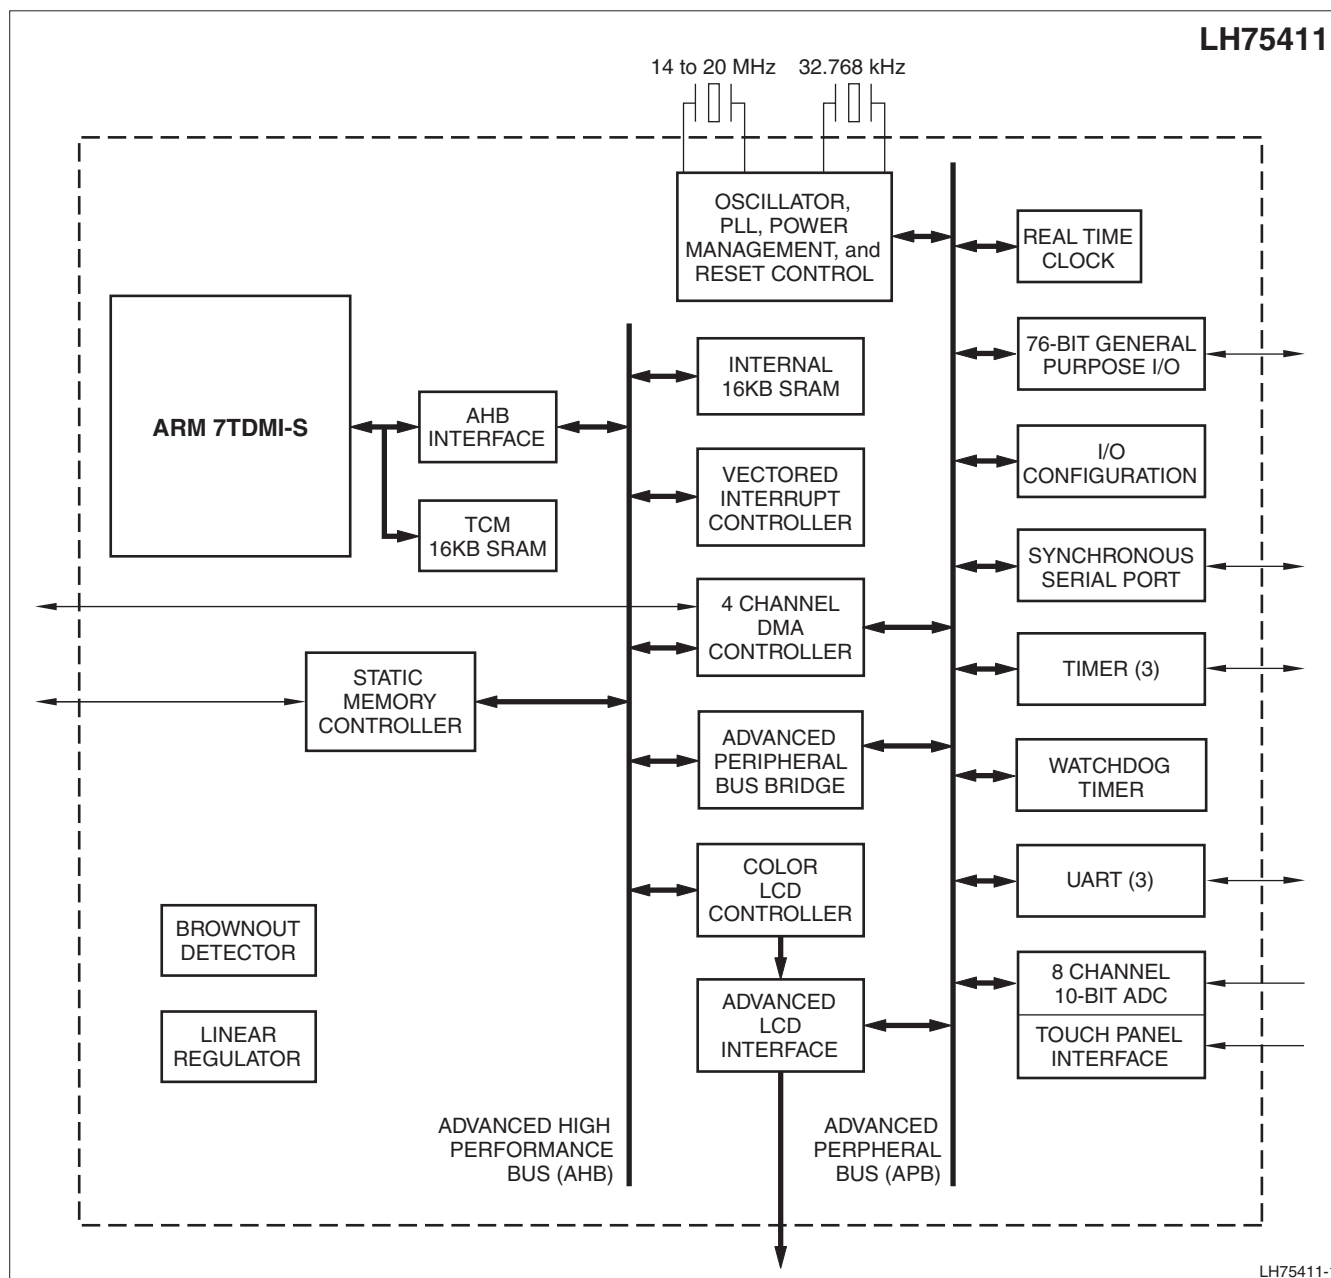 LH75411
14 to 20 MHz
32.768 kHz
OSCILLATOR,
PLL, POWER
MANAGEMENT, and
RESET CONTROL
REAL TIME
CLOCK
ARM 7TDMI-S
AHB
INTERFACE
TCM
16KB SRAM
INTERNAL
16KB SRAM
76-BIT GENERAL
PURPOSE I/O
VECTORED
INTERRUPT
CONTROLLER
I/O
CONFIGURATION
4 CHANNEL
DMA
CONTROLLER
SYNCHRONOUS
SERIAL PORT
STATIC
MEMORY
CONTROLLER
TIMER (3)
ADVANCED
PERIPHERAL
BUS BRIDGE
WATCHDOG
TIMER
COLOR
LCD
CONTROLLER
UART (3)
BROWNOUT
DETECTOR
LINEAR
REGULATOR
ADVANCED
LCD
INTERFACE
8 CHANNEL
10-BIT ADC
TOUCH PANEL
INTERFACE
ADVANCED HIGH
PERFORMANCE
BUS (AHB)
ADVANCED
PERPHERAL
BUS (APB)